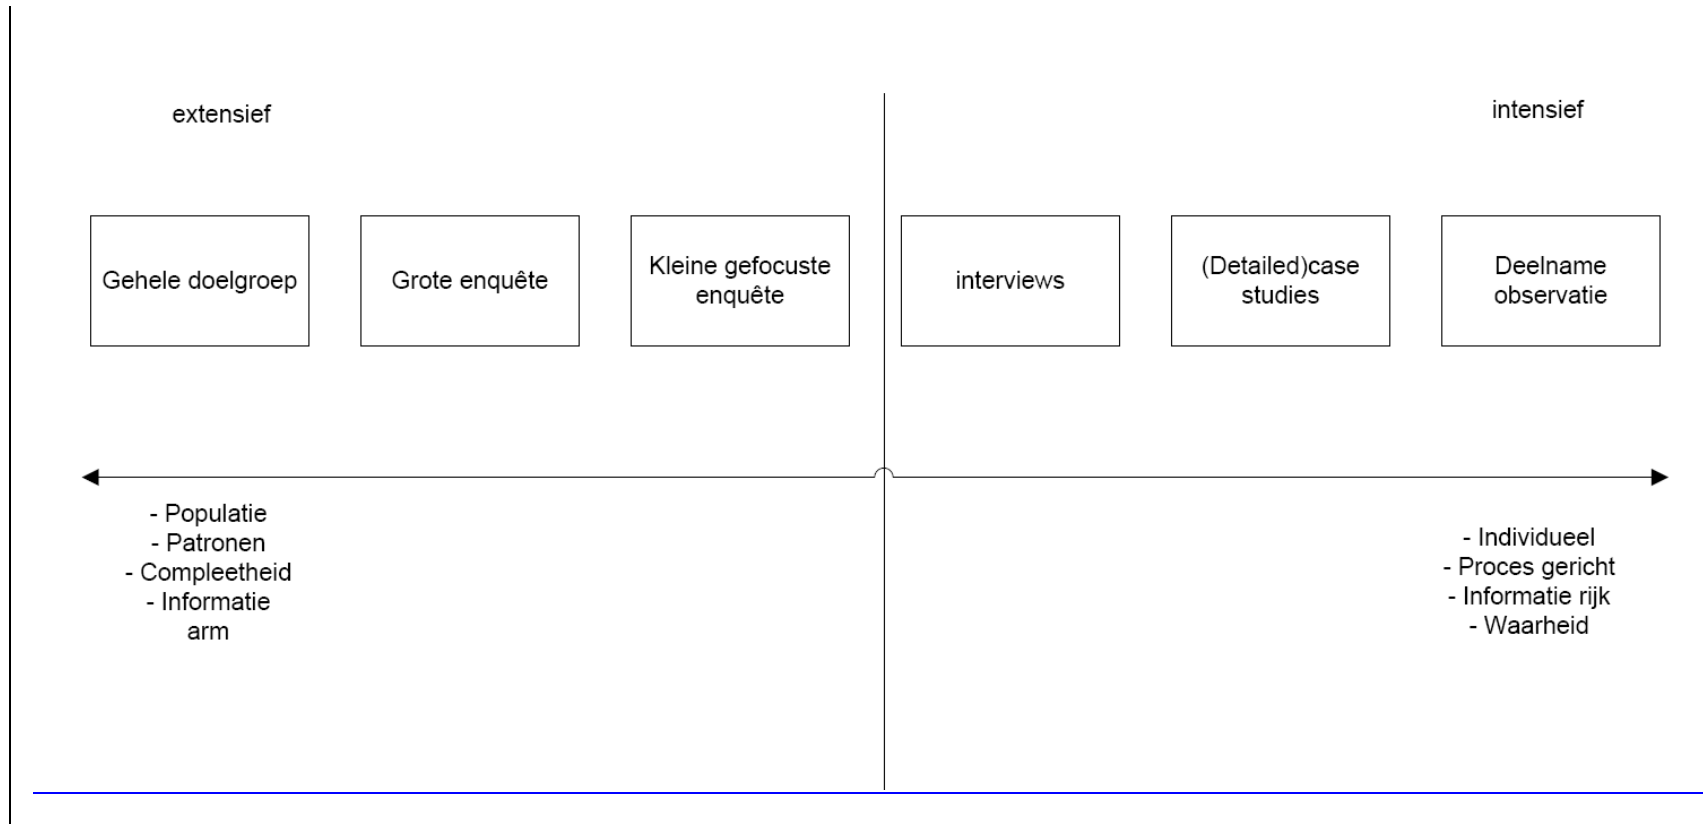 extensief
intensief
Gehele doelgroep
Grote enquête
Kleine gefocuste
enquête
interviews
(Detailed)case
studies
Deelname
observatie
- Populatie
- Patronen
- Compleetheid
- Informatie
arm
- Individueel
- Proces gericht
- Informatie rijk
- Waarheid